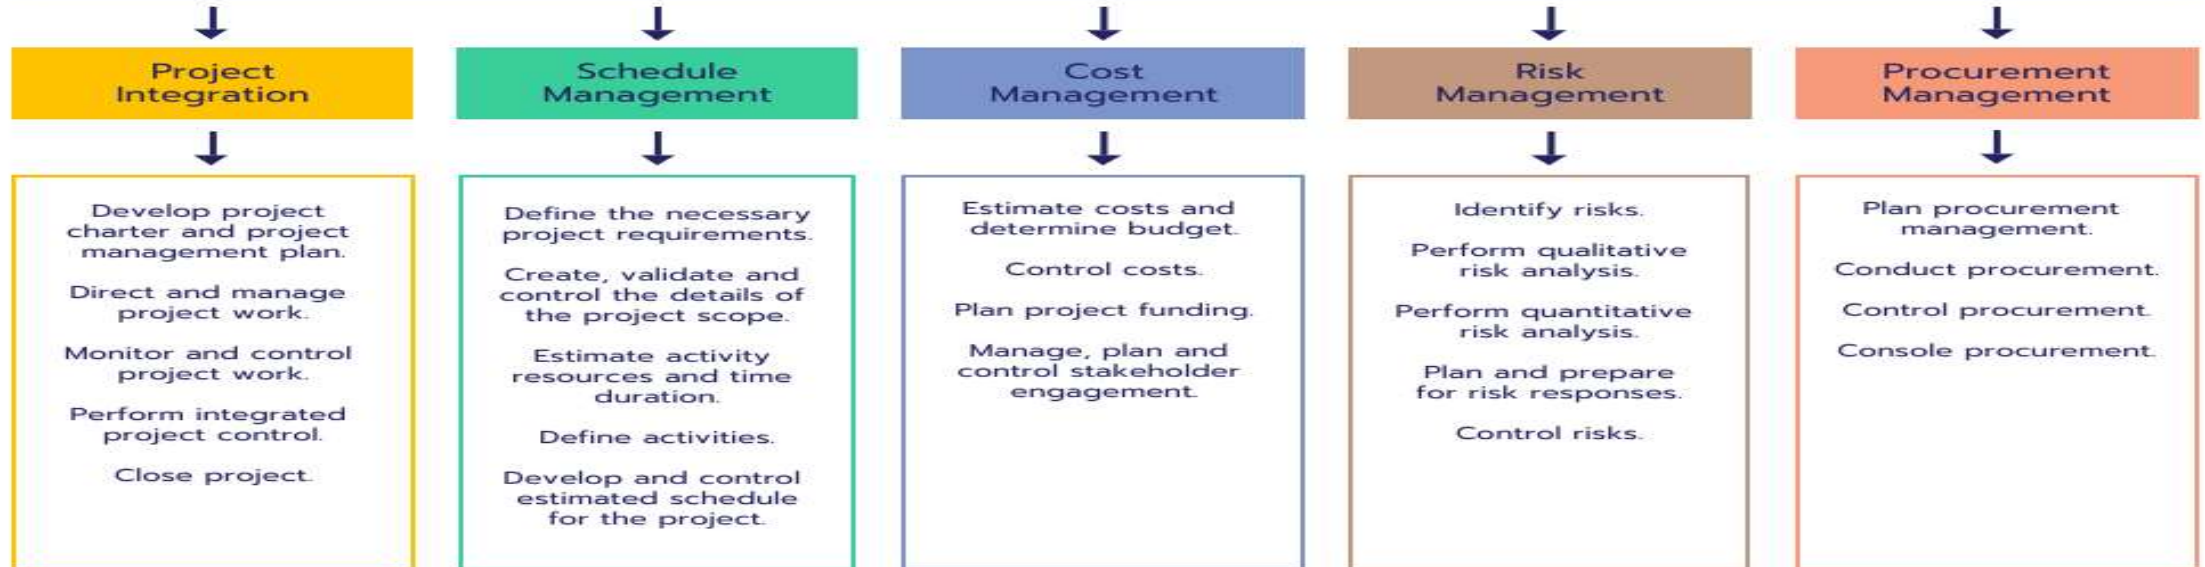 Project
Integration
Schedule
Management
Cost
Management
Risk
Management
Procurement
Management
Develop project
charter and project
management plan.
Direct and manage
project work.
Monitor and control
project work.
Perform integrated
project control.
Close project.
Define the necessary
project requirements.
Create, validate and
control the details of
the project scope.
Estimate activity
resources and time
duration.
Define activities.
Develop and control
estimated schedule
for the project.
Estimate costs and
determine budget.
Control costs.
Plan project funding.
Manage, plan and
control stakeholder
engagement.
Identify risks.
Perform qualitative
risk analysis.
Perform quantitative
risk analysis.
Plan and prepare
for risk responses.
Control risks.
Plan procurement
management.
Conduct procurement.
Control procurement.
Console procurement.